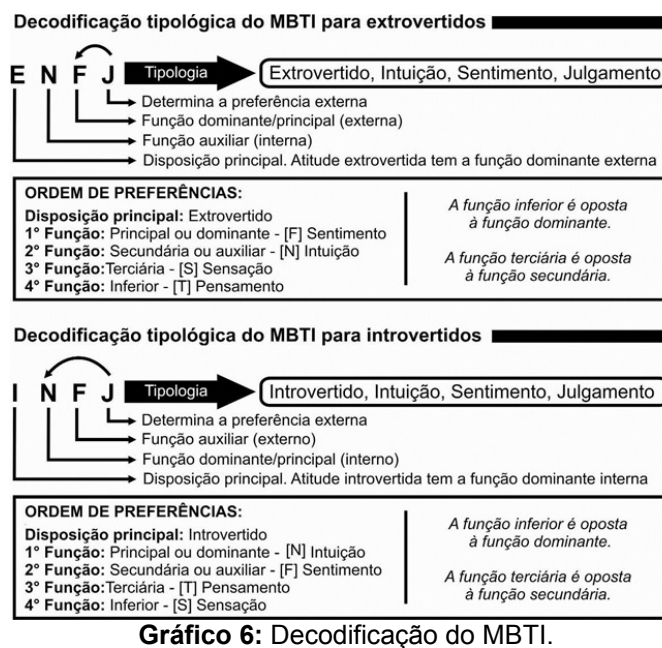 Decodificação tipológica do MBTI para extrovertidos
E N F J Tipologia Extrovertido, Intuição, Sentimento, Julgamento
Determina a preferência externa
Função dominante/principal (externa)
Função auxiliar (interna)
Disposição principal. Atitude extrovertida tem a função dominante externa
ORDEM DE PREFERÊNCIAS:
Disposição principal: Extrovertido
1° Função: Principal ou dominante - [F] Sentimento
2° Função: Secundária ou auxiliar - [N] Intuição
3° Função:Terciária - [S] Sensação
4° Função: Inferior - [T] Pensamento
A função inferior é oposta
à função dominante.
A função terciária é oposta
à função secundária.
Decodificação tipológica do MBTI para introvertidos
I N F J Tipologia Introvertido, Intuição, Sentimento, Julgamento
Determina a preferência externa
Função auxiliar (externo)
Função dominante/principal (interno)
Disposição principal. Atitude introvertida tem a função dominante interna
ORDEM DE PREFERÊNCIAS:
Disposição principal: Introvertido
1° Função: Principal ou dominante - [N] Intuição
2° Função: Secundária ou auxiliar - [F] Sentimento
3° Função:Terciária - [T] Pensamento
4° Função: Inferior - [S] Sensação
A função inferior é oposta
à função dominante.
A função terciária é oposta
à função secundária.
Gráfico 6: Decodificação do MBTI.